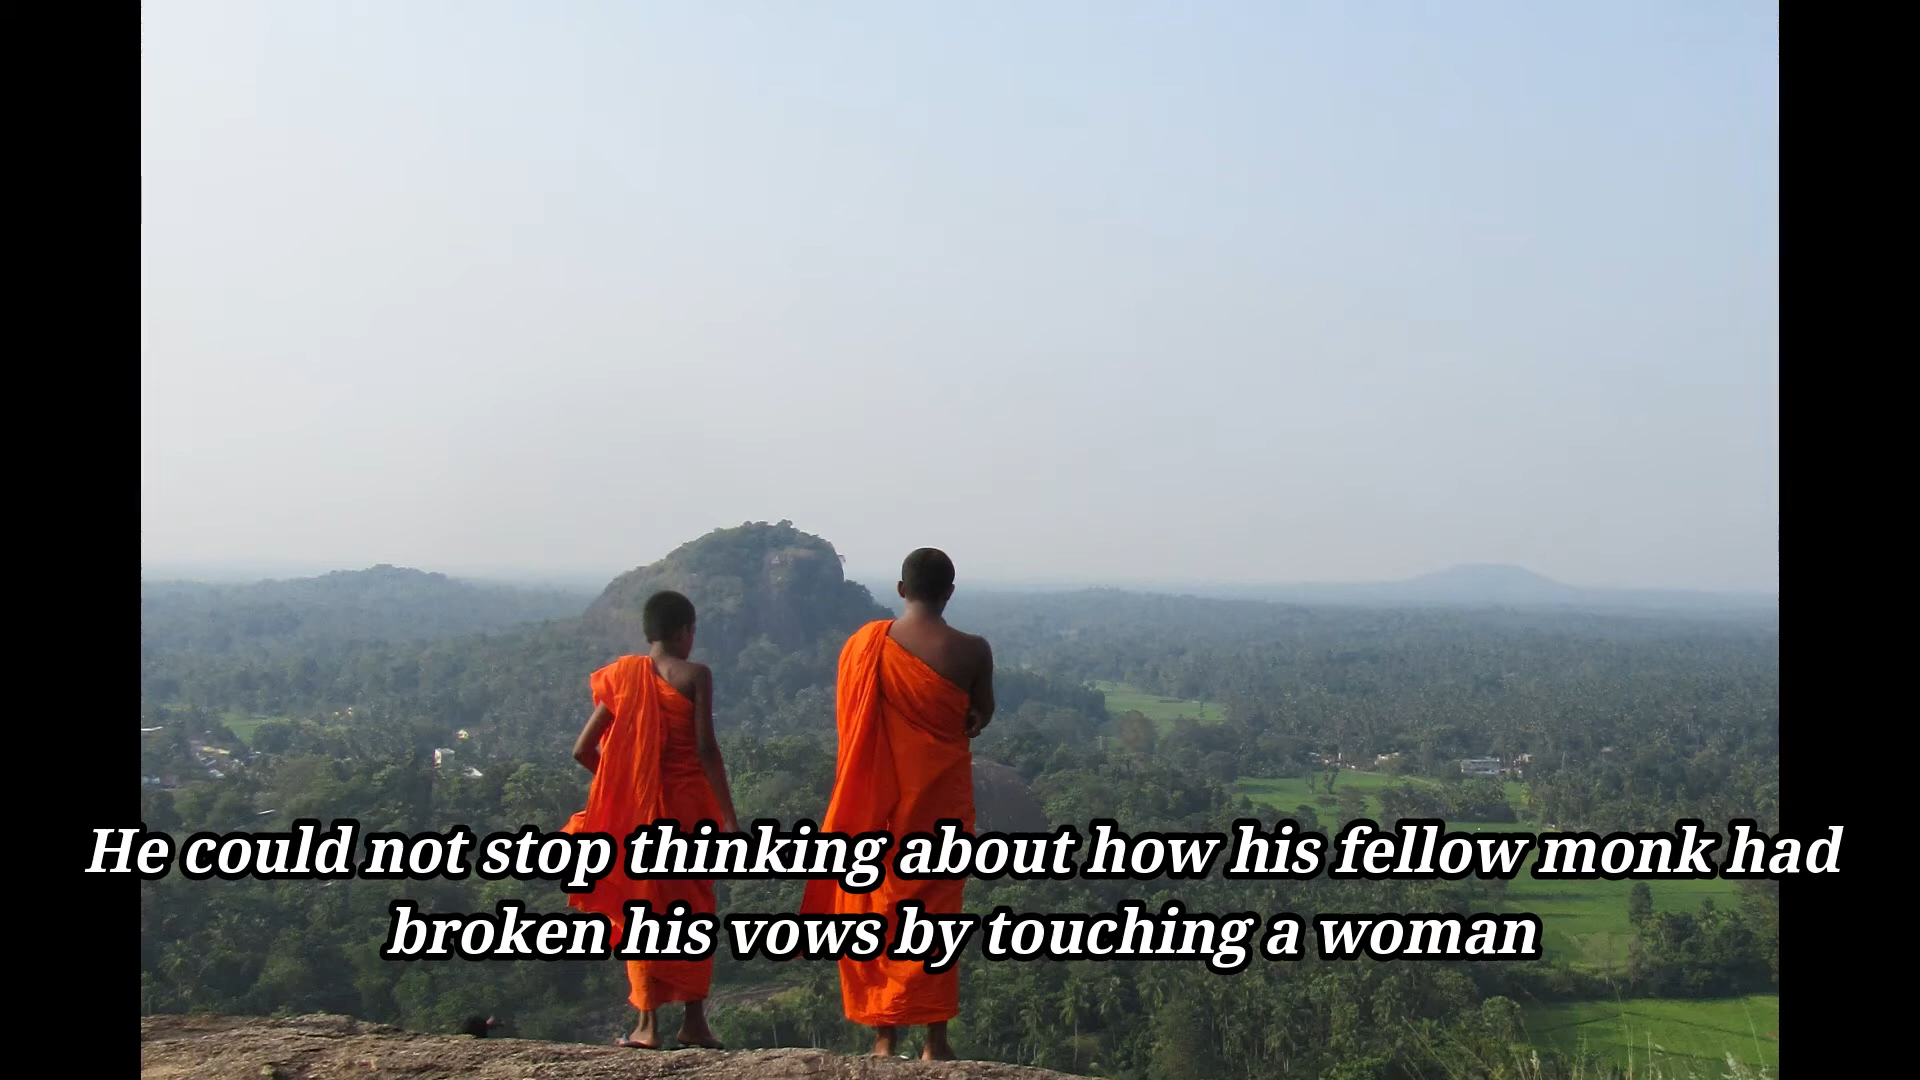 He could not stop thinking about how his fellow monk had
broken his vows by touching a woman